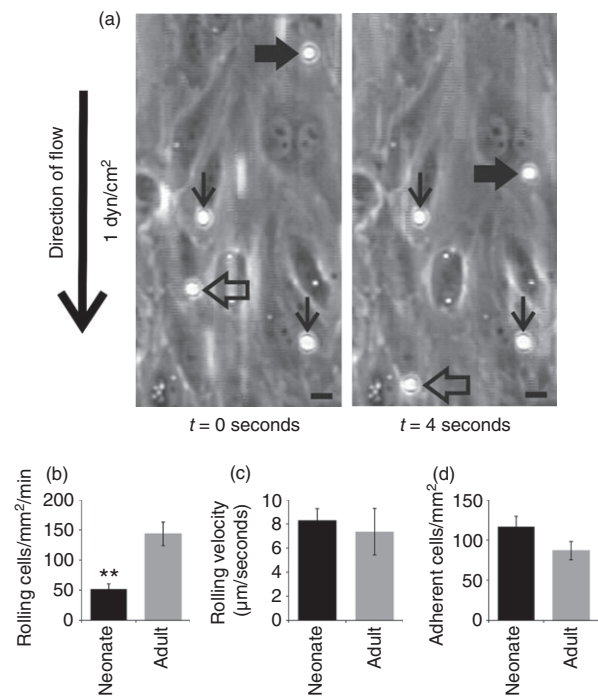 (a)
Direction of flow
1 dyn/cm²
t = 0 seconds
t = 4 seconds
(b)
Rolling cells/mm²/min
200
150
100
50
0
**
Neonate
Adult
(c)
Rolling velocity
(μm/seconds)
10
8
6
4
2
0
Neonate
Adult
(d)
Adherent cells/mm²
150
100
50
0
Neonate
Adult